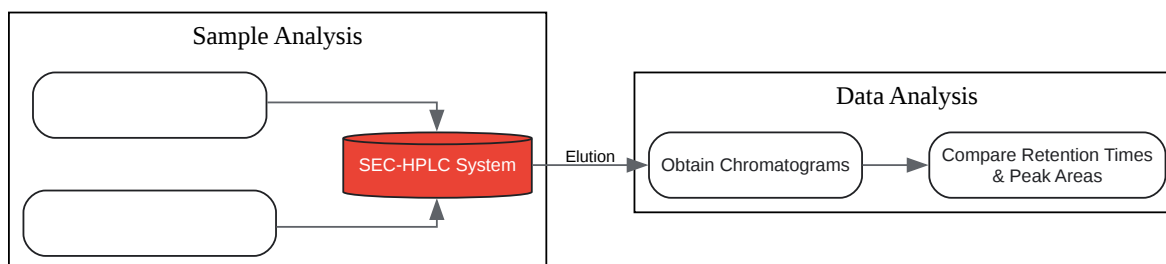 Sample Analysis
SEC-HPLC System
Elution
Data Analysis
Obtain Chromatograms
Compare Retention Times
& Peak Areas